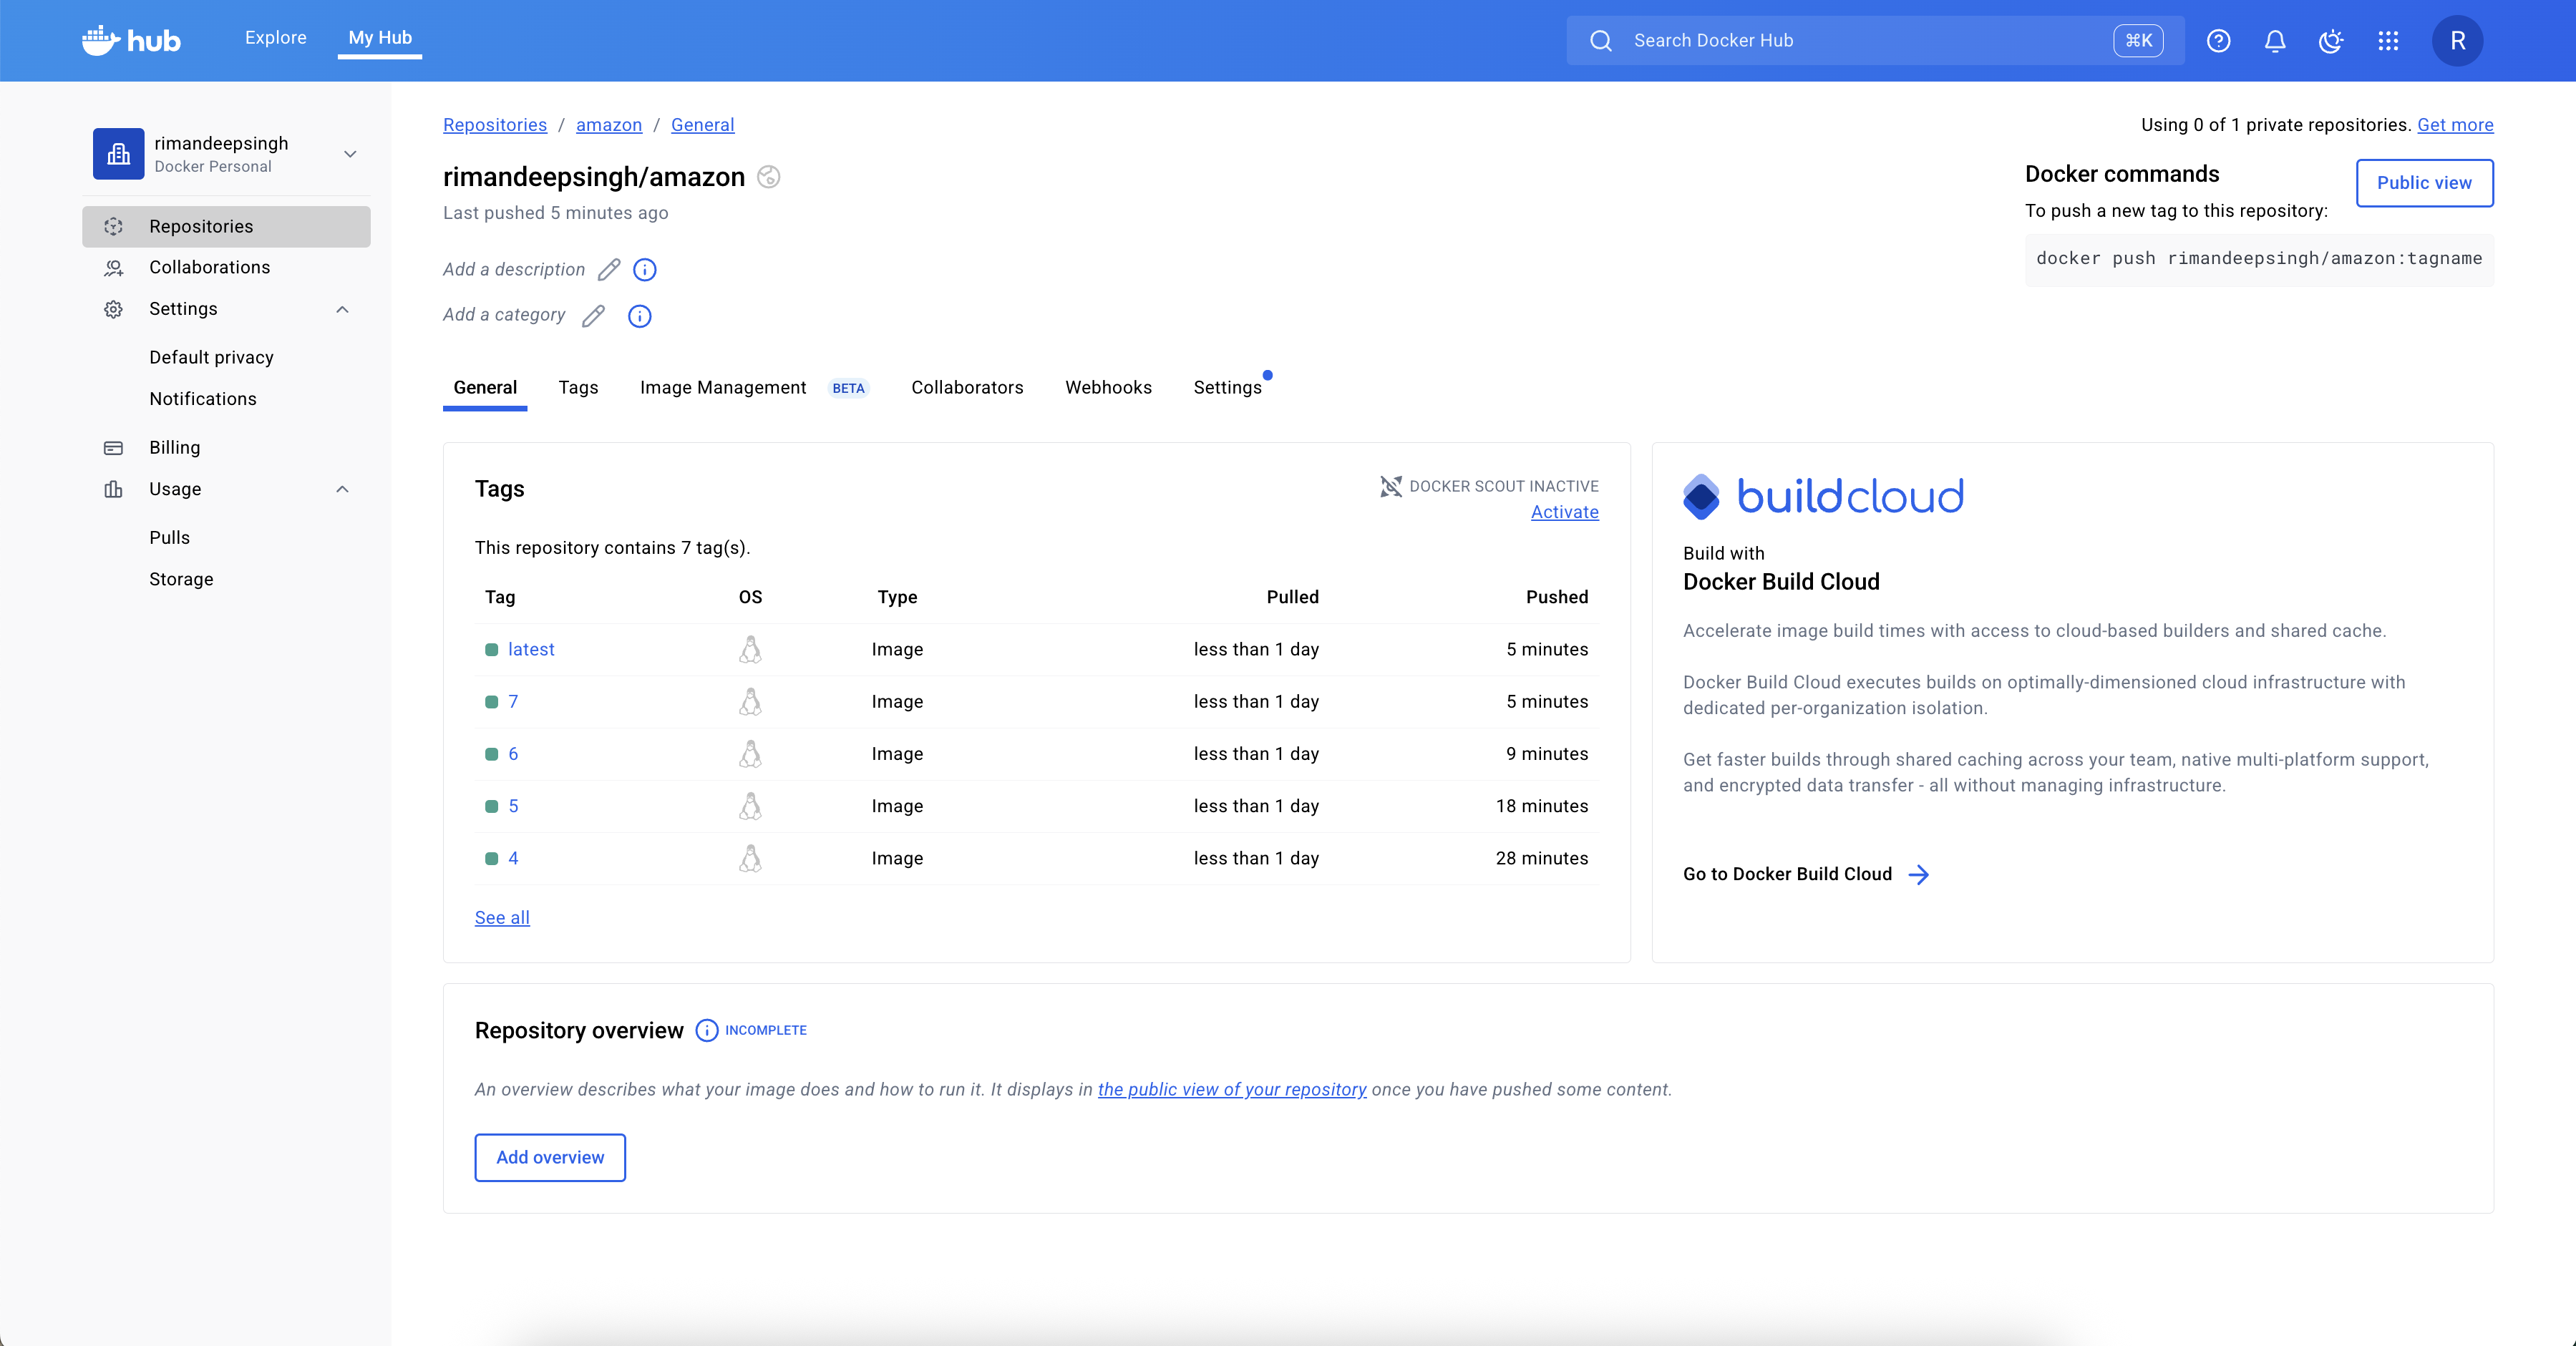 hub Explore My Hub Search Docker Hub ⌘K R
rimandeepsingh
Docker Personal
Repositories
Collaborations
Settings
Default privacy
Notifications
Billing
Usage
Pulls
Storage
Repositories / amazon / General
Using 0 of 1 private repositories. Get more
rimandeepsingh/amazon
Last pushed 5 minutes ago
Add a description
Add a category
Docker commands
Public view
To push a new tag to this repository:
docker push rimandeepsingh/amazon:tagname
General Tags Image Management BETA Collaborators Webhooks Settings
Tags
DOCKER SCOUT INACTIVE
Activate
This repository contains 7 tag(s).
Tag OS Type Pulled Pushed
latest Image less than 1 day 5 minutes
7 Image less than 1 day 5 minutes
6 Image less than 1 day 9 minutes
5 Image less than 1 day 18 minutes
4 Image less than 1 day 28 minutes
See all
buildcloud
Build with
Docker Build Cloud
Accelerate image build times with access to cloud-based builders and shared cache.
Docker Build Cloud executes builds on optimally-dimensioned cloud infrastructure with
dedicated per-organization isolation.
Get faster builds through shared caching across your team, native multi-platform support,
and encrypted data transfer - all without managing infrastructure.
Go to Docker Build Cloud
Repository overview INCOMPLETE
An overview describes what your image does and how to run it. It displays in the public view of your repository once you have pushed some content.
Add overview